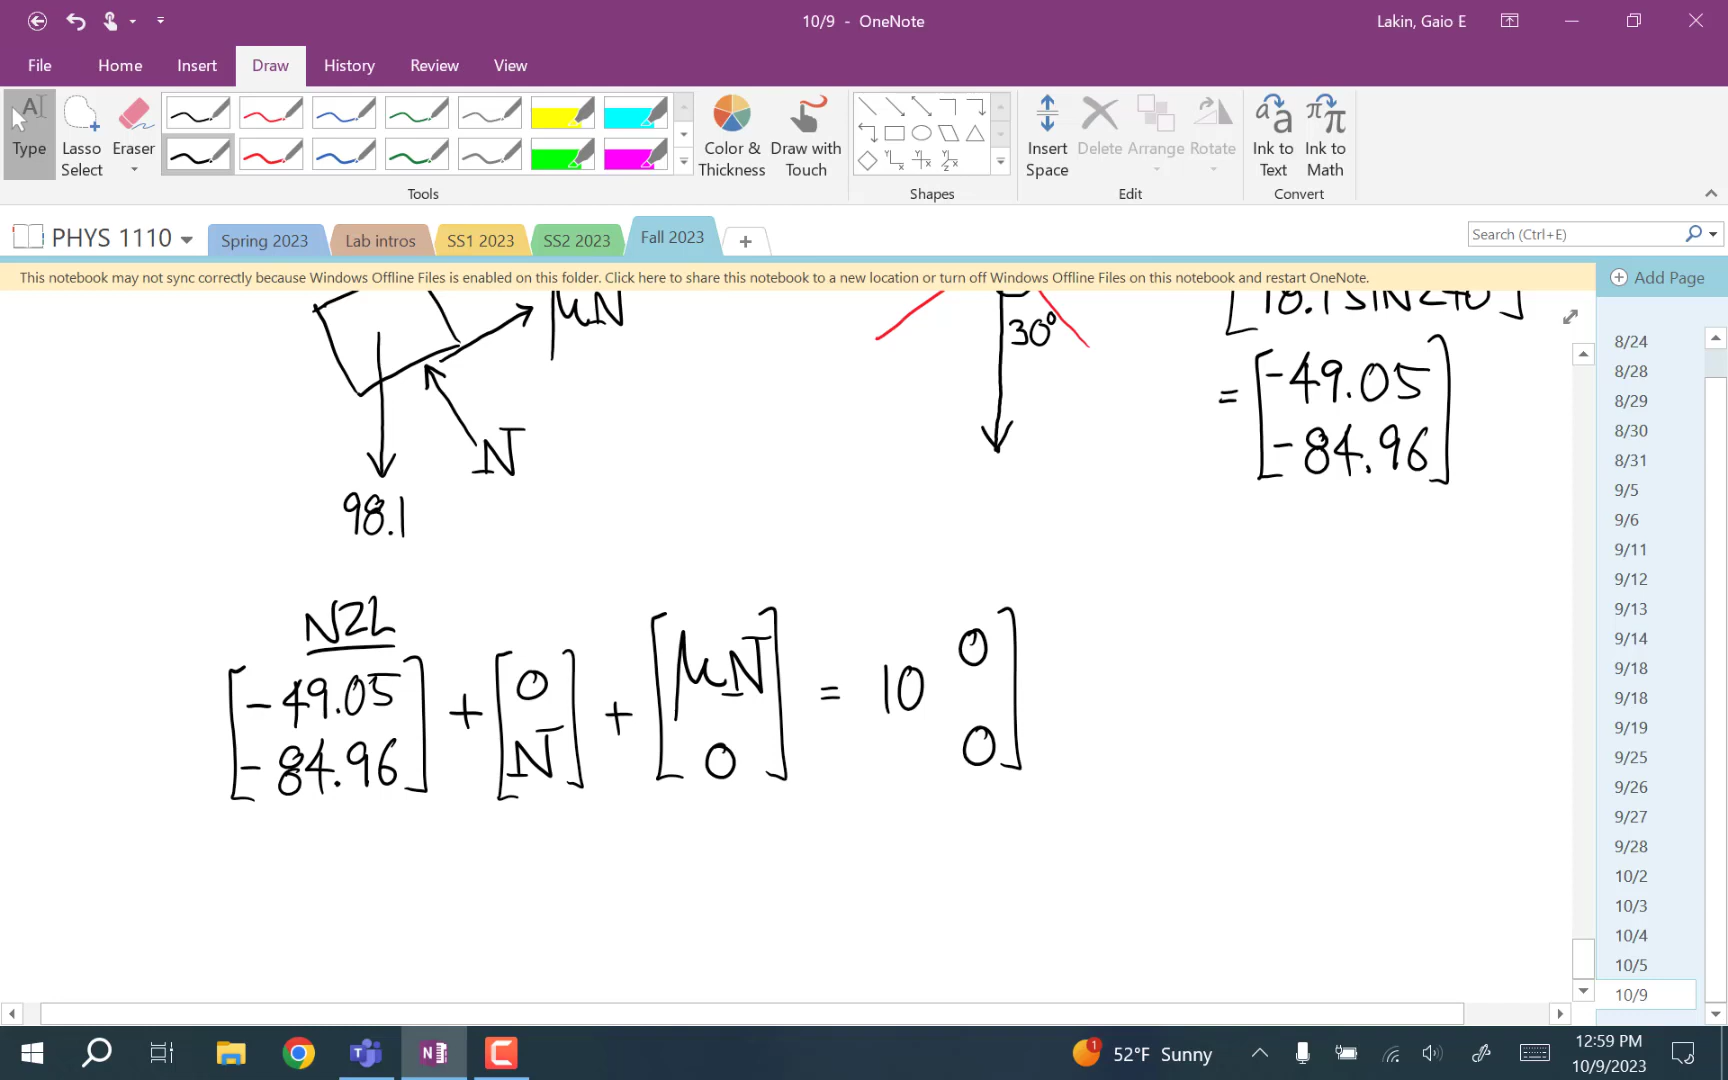 10/9 - OneNote
Lakin, Gaio E
File Home Insert Draw History Review View
Type
Lasso Select
Eraser
Color & Thickness
Draw with Touch
Insert Space
Delete
Arrange
Rotate
Ink to Text
Ink to Math
Tools
Shapes
Edit
Convert
PHYS 1110
Spring 2023
Lab intros
SS1 2023
SS2 2023
Fall 2023
Search (Ctrl+E)
This notebook may not sync correctly because Windows Offline Files is enabled on this folder. Click here to share this notebook to a new location or turn off Windows Offline Files on this notebook and restart OneNote.
Add Page
μN
30°
N
98.1
= [-49.05
-84.96]
N2L
[-49.05 -84.96] + [0 N] + [μN 0] = 10 0 0]
8/24
8/28
8/29
8/30
8/31
9/5
9/6
9/11
9/12
9/13
9/14
9/18
9/18
9/19
9/25
9/26
9/27
9/28
10/2
10/3
10/4
10/5
10/9
52°F Sunny
12:59 PM
10/9/2023